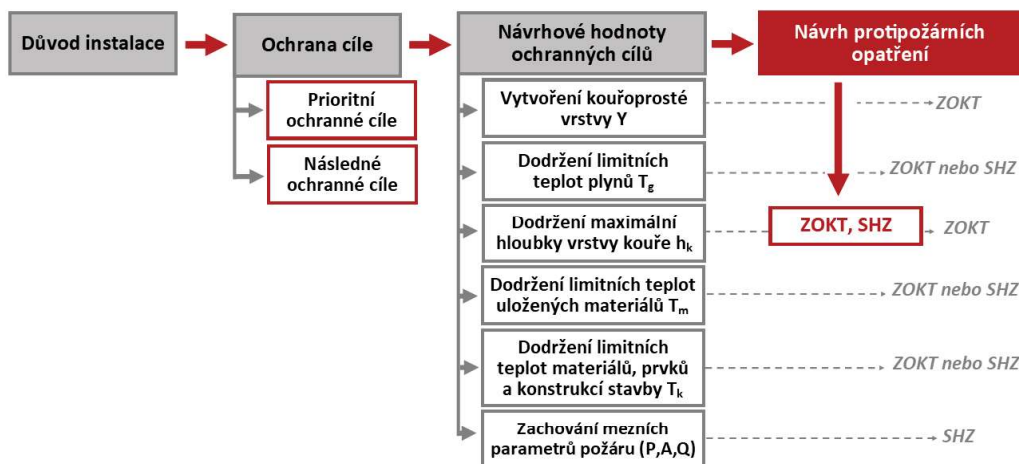 Důvod instalace
Ochrana cíle
Návrhové hodnoty
ochranných cílů
Návrh protipožárních
opatření
Prioritní
ochranné cíle
Následné
ochranné cíle
Vytvoření kouřoprosté
vrstvy Y
ZOKT
Dodržení limitních
teplot plynů Tg
ZOKT nebo SHZ
Dodržení maximální
hloubky vrstvy kouře hk
ZOKT, SHZ
ZOKT
Dodržení limitních teplot
uložených materiálů Tm
ZOKT nebo SHZ
Dodržení limitních
teplot materiálů, prvků
a konstrukcí stavby Tk
ZOKT nebo SHZ
Zachování mezních
parametrů požáru (P,A,Q)
SHZ